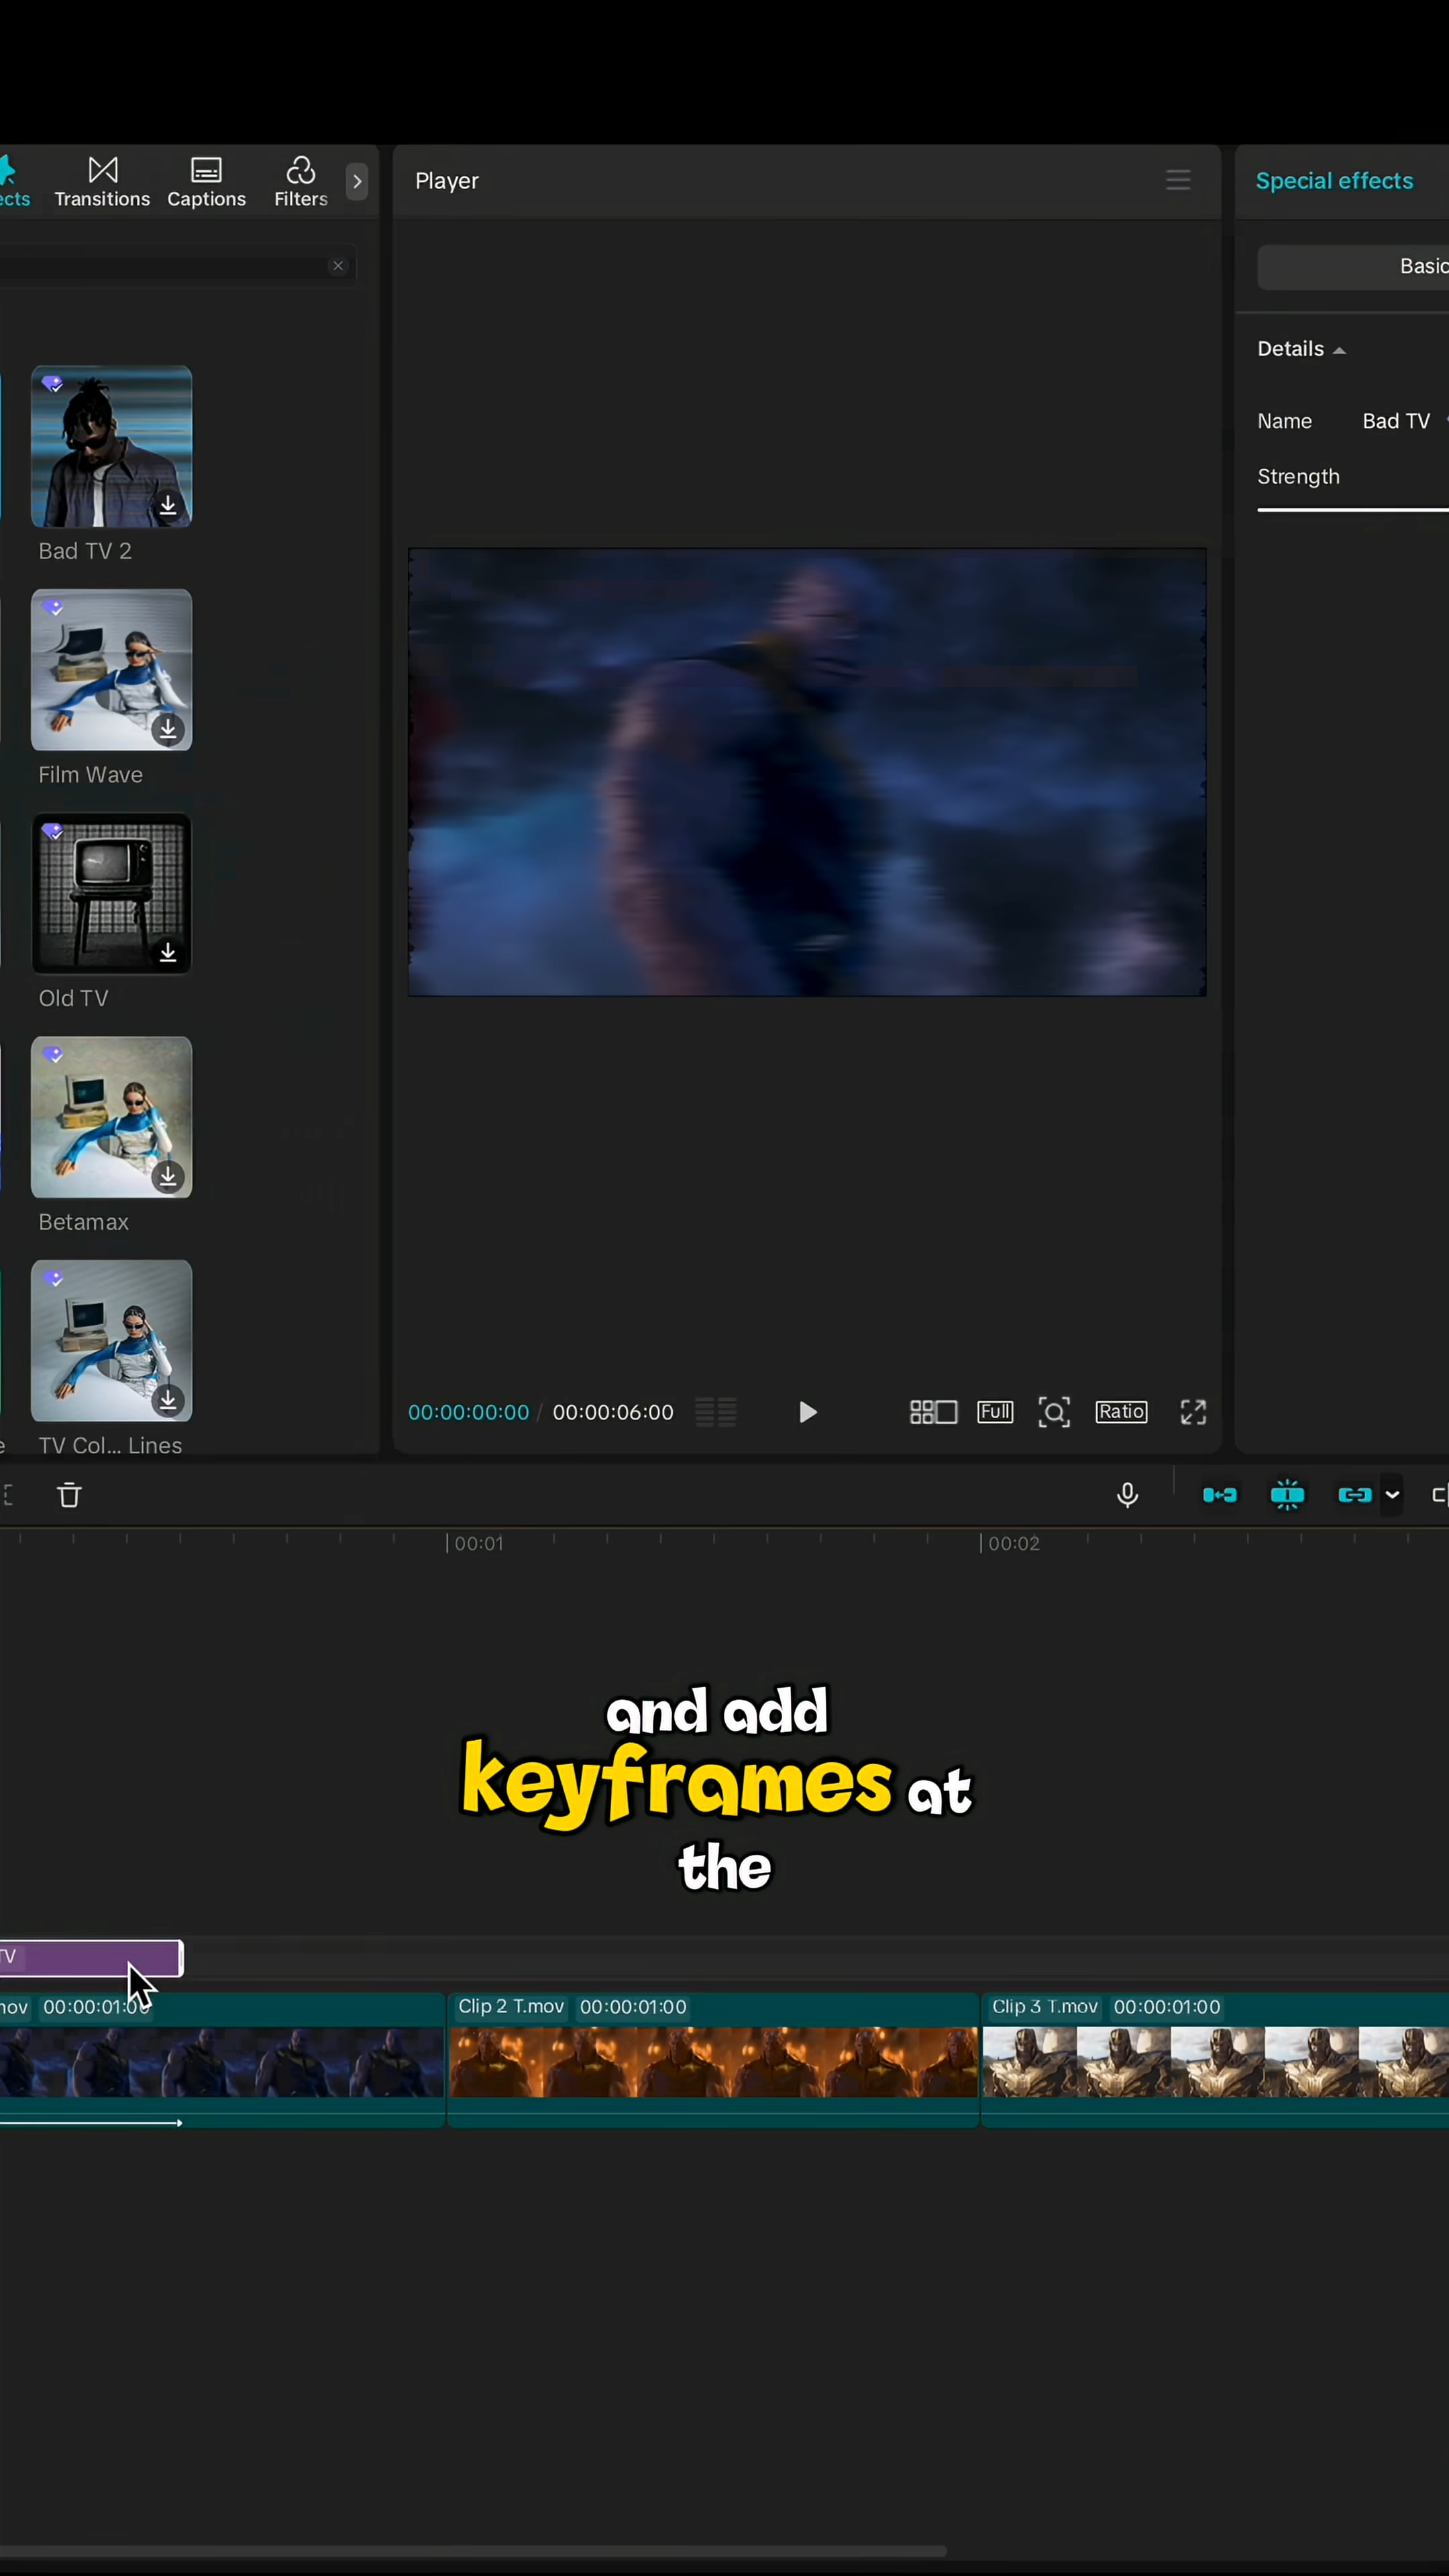 ects
Transitions
Captions
Filters
Player
Special effects
Basic
Details
Name
Bad TV
Strength
Bad TV 2
Film Wave
Old TV
Betamax
TV Col... Lines
00:00:00:00 / 00:00:06:00
Full
Ratio
00:01
00:02
and add
keyframes at
the
TV
mov 00:00:01:00
Clip 2 T.mov 00:00:01:00
Clip 3 T.mov 00:00:01:00